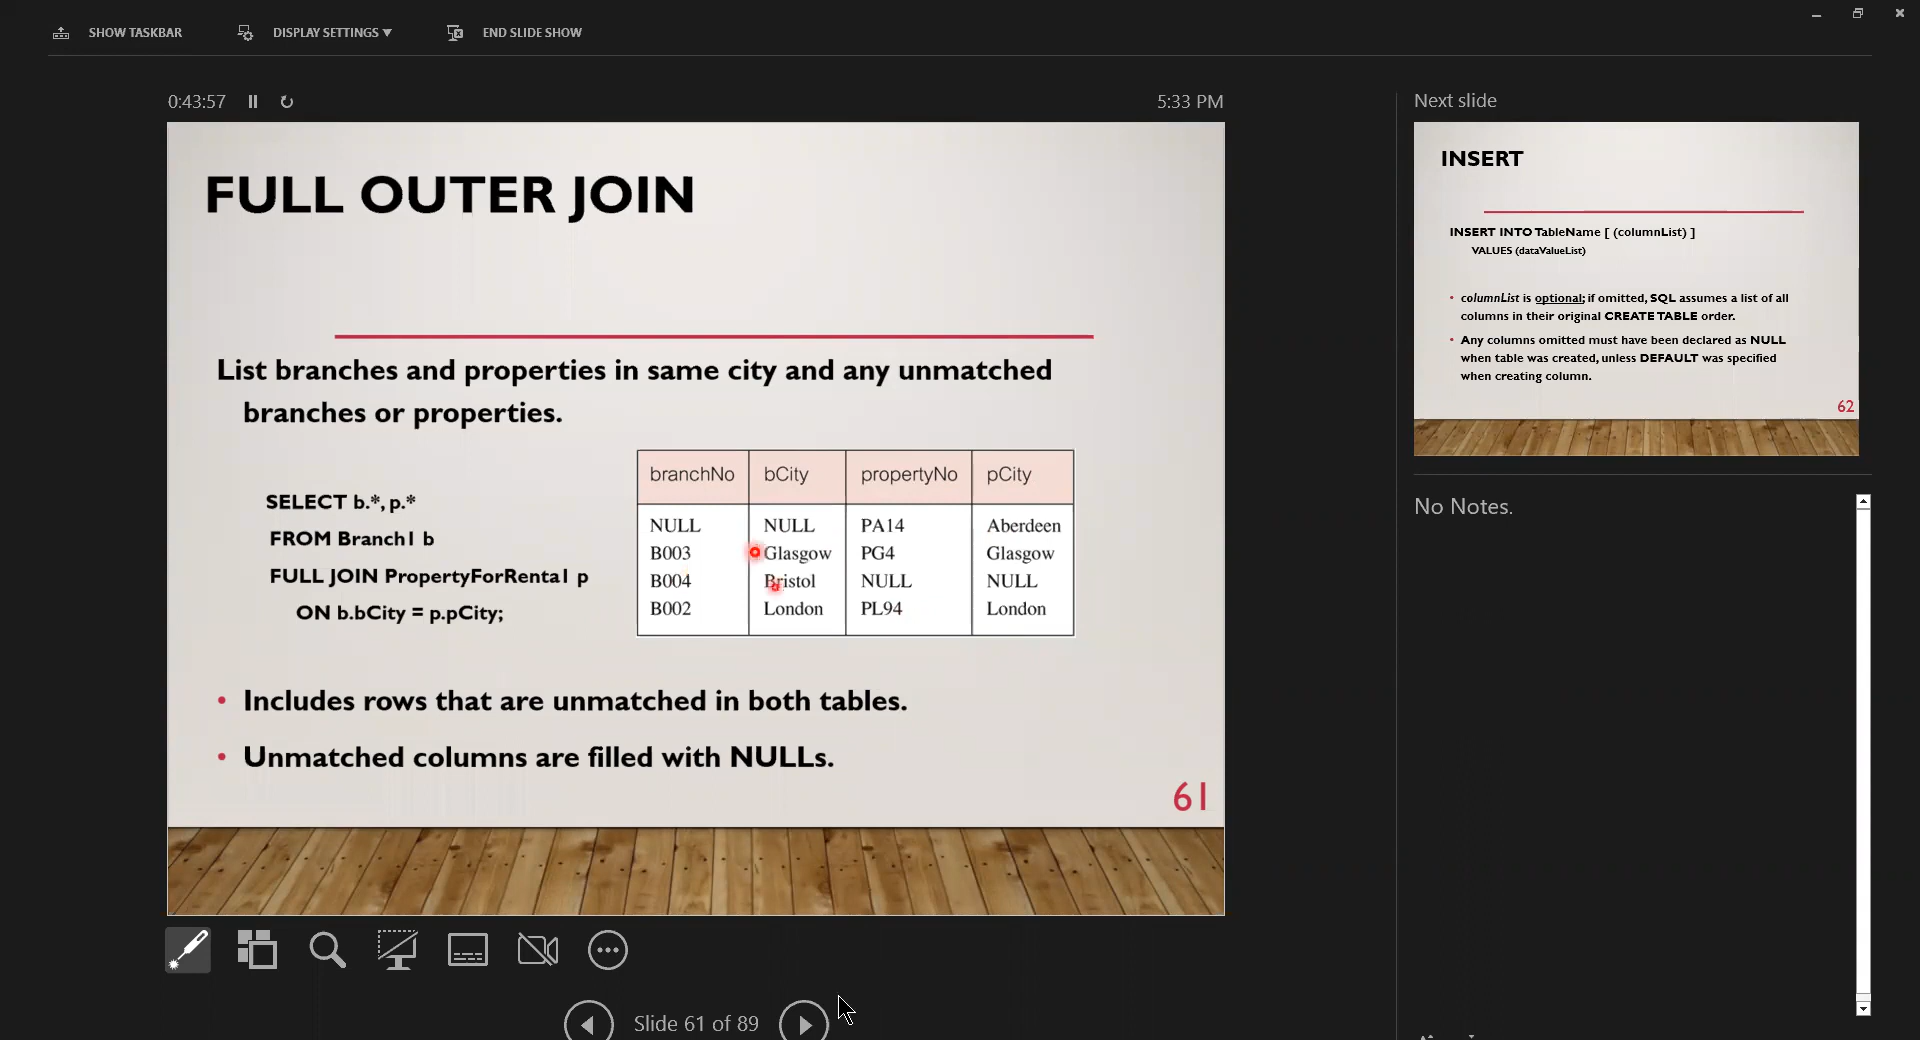 SHOW TASKBAR
DISPLAY SETTINGS ▼
END SLIDE SHOW
0:43:57
5:33 PM
FULL OUTER JOIN
List branches and properties in same city and any unmatched
branches or properties.
SELECT b.*, p.*
FROM Branch1 b
FULL JOIN PropertyForRent1 p
ON b.bCity = p.pCity;
branchNo bCity propertyNo pCity
NULL NULL PA14 Aberdeen
B003 Glasgow PG4 Glasgow
B004 Bristol NULL NULL
B002 London PL94 London
• Includes rows that are unmatched in both tables.
• Unmatched columns are filled with NULLs.
61
Slide 61 of 89
Next slide
INSERT
INSERT INTO TableName [ (columnList) ]
VALUES (dataValueList)
• columnList is optional; if omitted, SQL assumes a list of all
columns in their original CREATE TABLE order.
• Any columns omitted must have been declared as NULL
when table was created, unless DEFAULT was specified
when creating column.
62
No Notes.